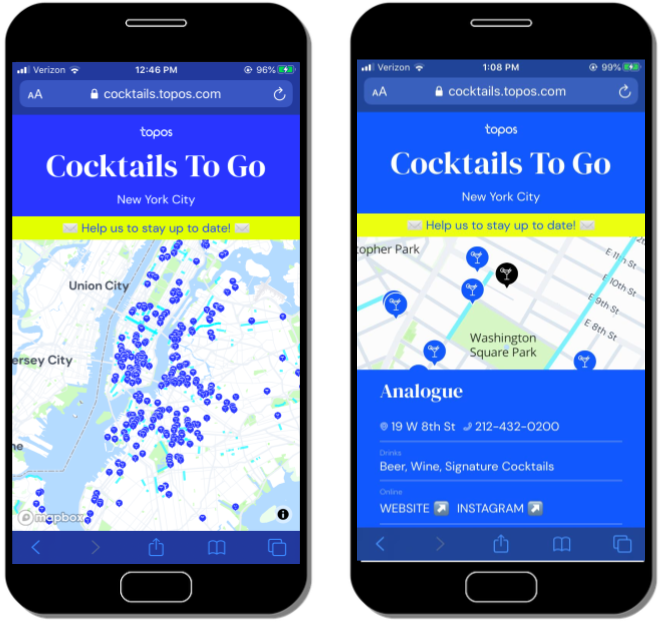 Verizon 12:46 PM 96%
AA cocktails.topos.com
topos
Cocktails To Go
New York City
Help us to stay up to date!
Union City
ersey City
ne
mapbox
Verizon 1:08 PM 99%
AA cocktails.topos.com
topos
Cocktails To Go
New York City
Help us to stay up to date!
topher Park
E 11th St
E 10th St
E 9th St
E 8th St
Washington
Square Park
Analogue
19 W 8th St 212-432-0200
Drinks
Beer, Wine, Signature Cocktails
Online
WEBSITE INSTAGRAM